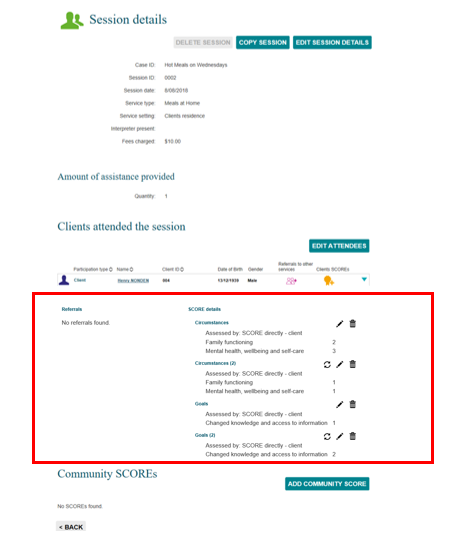 Session details
DELETE SESSION COPY SESSION EDIT SESSION DETAILS
Case ID: Hot Meals on Wednesdays
Session ID: 0002
Session date: 8/08/2018
Service type: Meals at Home
Service setting: Clients residence
Interpreter present:
Fees charged: $10.00
Amount of assistance provided
Quantity: 1
Clients attended the session
EDIT ATTENDEES
Participation type Name Client ID Date of Birth Gender Referrals to other services Clients SCOREs
Client Henry NORDEN 004 Male
Referrals SCORE details
No referrals found.
Circumstances
Assessed by: SCORE directly - client
Family functioning 2
Mental health, wellbeing and self-care 3
Circumstances (2)
Assessed by: SCORE directly - client
Family functioning 1
Mental health, wellbeing and self-care 1
Goals
Assessed by: SCORE directly - client
Changed knowledge and access to information 1
Goals (2)
Assessed by: SCORE directly - client
Changed knowledge and access to information 2
Community SCOREs
ADD COMMUNITY SCORE
No SCOREs found.
< BACK